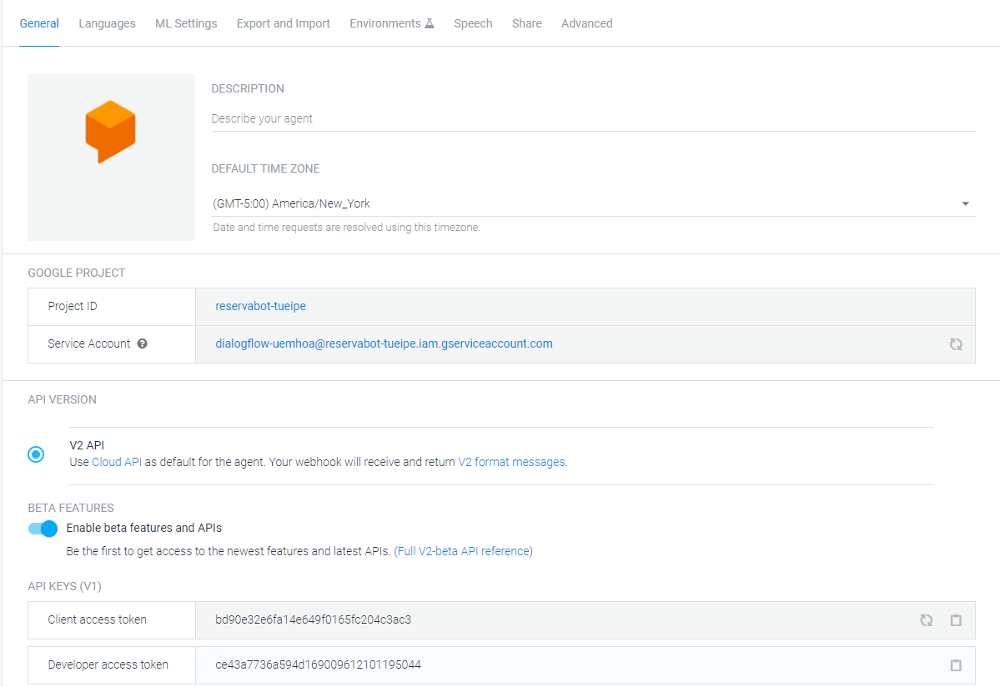 General Languages ML Settings Export and Import Environments Speech Share Advanced
DESCRIPTION
Describe your agent
DEFAULT TIME ZONE
(GMT-5:00) America/New_York
Date and time requests are resolved using this timezone.
GOOGLE PROJECT
Project ID reservabot-tueipe
Service Account dialogflow-uemhoa@reservabot-tueipe.iam.gserviceaccount.com
API VERSION
V2 API
Use Cloud API as default for the agent. Your webhook will receive and return V2 format messages.
BETA FEATURES
Enable beta features and APIs
Be the first to get access to the newest features and latest APIs. (Full V2-beta API reference)
API KEYS (V1)
Client access token bd90e32e6fa14e649f0165fc204c3ac3
Developer access token ce43a7736a594d169009612101195044